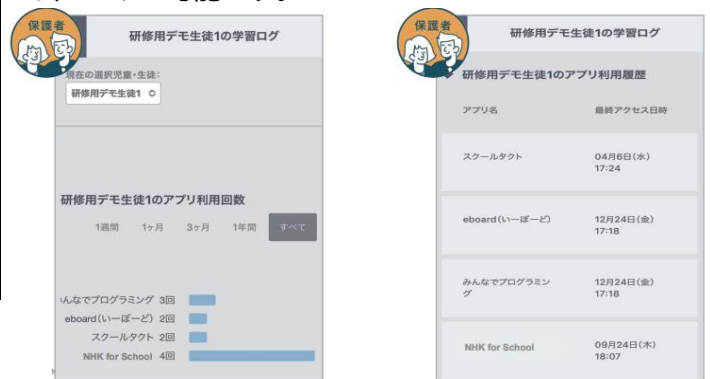 保護者
研修用デモ生徒1の学習ログ
現在の選択児童・生徒:
研修用デモ生徒1
研修用デモ生徒1のアプリ利用回数
1週間 1ヶ月 3ヶ月 1年間 すべて
んなでプログラミング 3回
eboard(いーぼーど) 2回
スクールタクト 2回
NHK for School 4回
保護者
研修用デモ生徒1の学習ログ
研修用デモ生徒1のアプリ利用履歴
アプリ名 最終アクセス日時
スクールタクト 04月6日(水)
17:24
eboard(いーぼーど) 12月24日(金)
17:18
みんなでプログラミン 12月24日(金)
グ 17:18
NHK for School 09月24日(木)
18:07